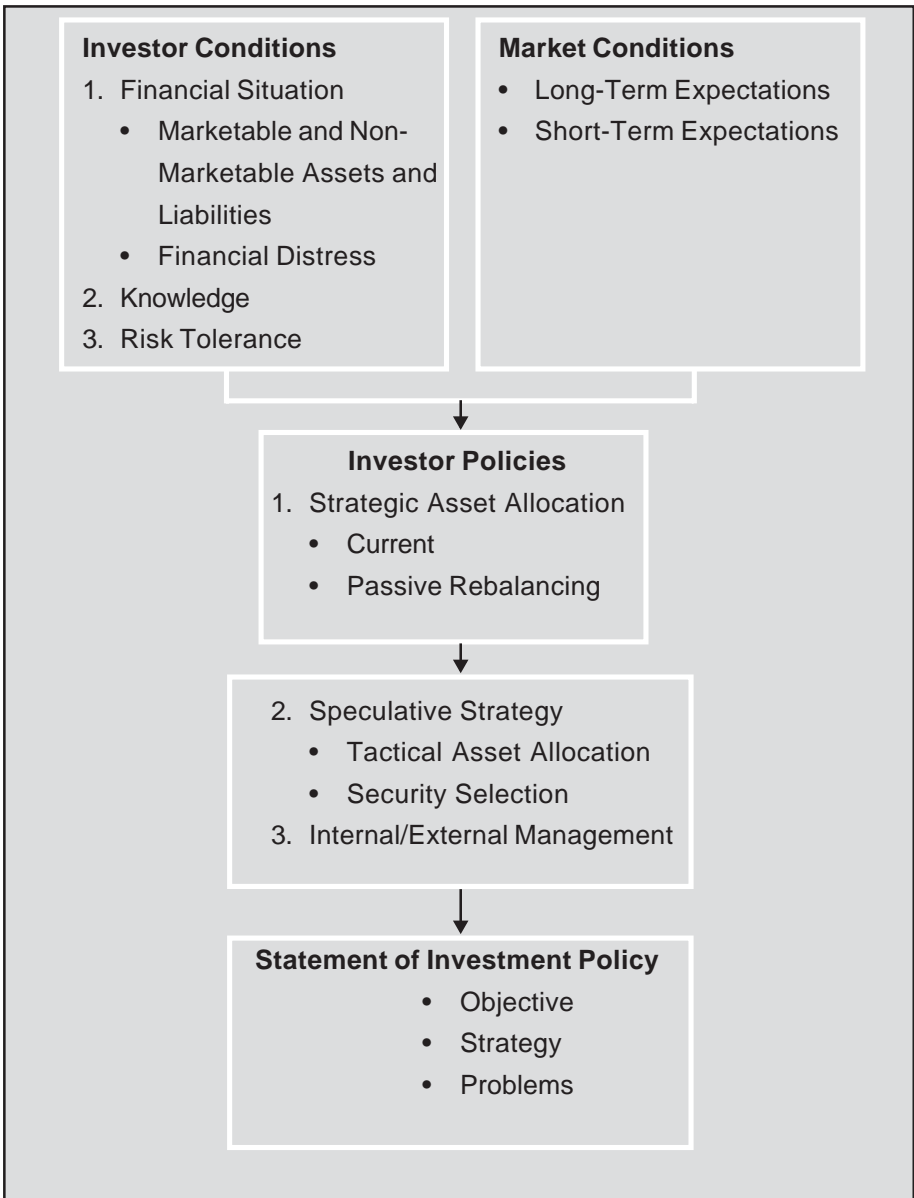 Investor Conditions
1. Financial Situation
• Marketable and Non-
Marketable Assets and
Liabilities
• Financial Distress
2. Knowledge
3. Risk Tolerance
Market Conditions
• Long-Term Expectations
• Short-Term Expectations
Investor Policies
1. Strategic Asset Allocation
• Current
• Passive Rebalancing
2. Speculative Strategy
• Tactical Asset Allocation
• Security Selection
3. Internal/External Management
Statement of Investment Policy
• Objective
• Strategy
• Problems